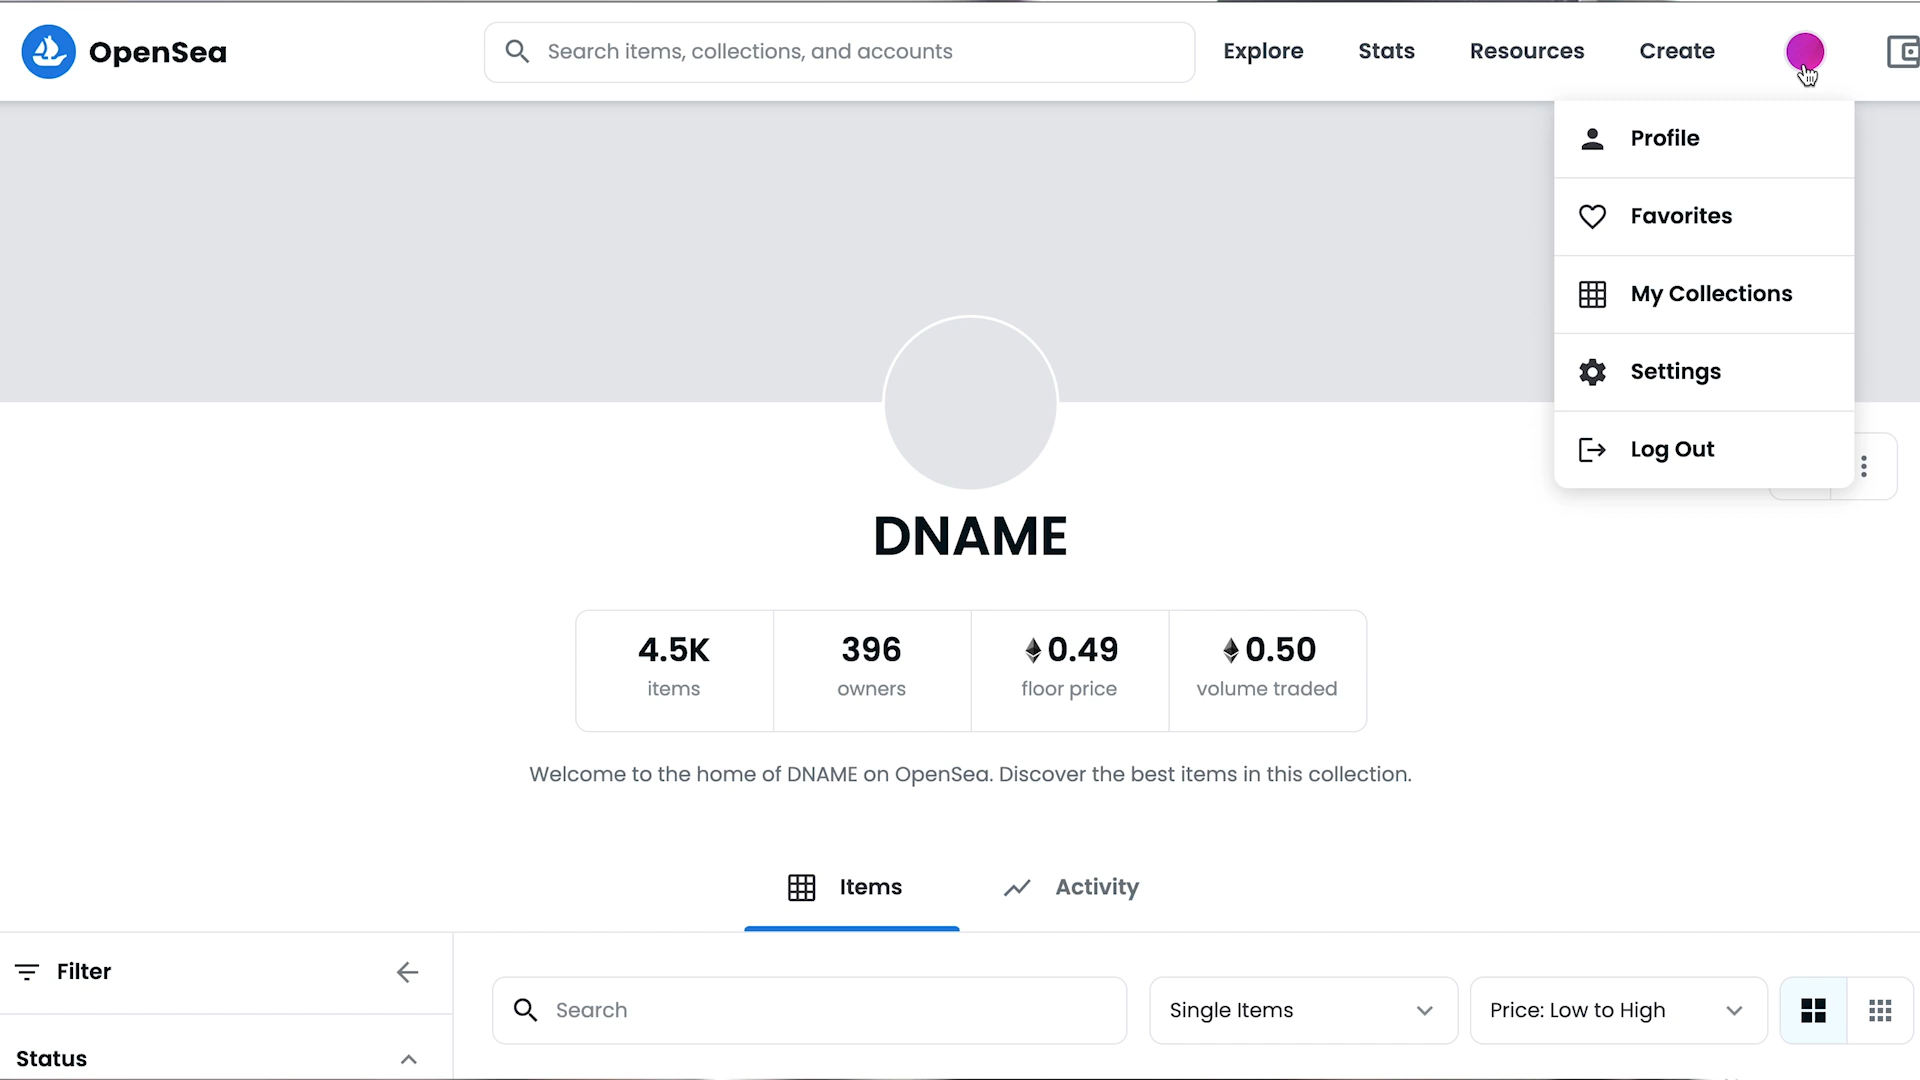 OpenSea
Search items, collections, and accounts
Explore
Stats
Resources
Create
Profile
Favorites
My Collections
Settings
Log Out
DNAME
4.5K
items
396
owners
0.49
floor price
0.50
volume traded
Welcome to the home of DNAME on OpenSea. Discover the best items in this collection.
Items
Activity
Filter
Search
Single Items
Price: Low to High
Status